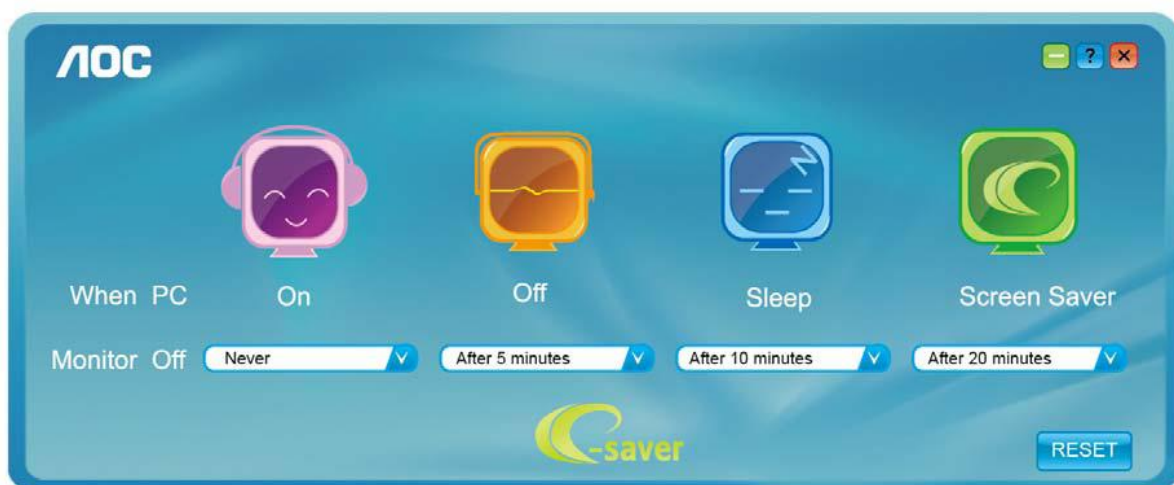 AOC
?
When PC On Off Sleep Screen Saver
Monitor Off Never After 5 minutes After 10 minutes After 20 minutes
e-saver
RESET